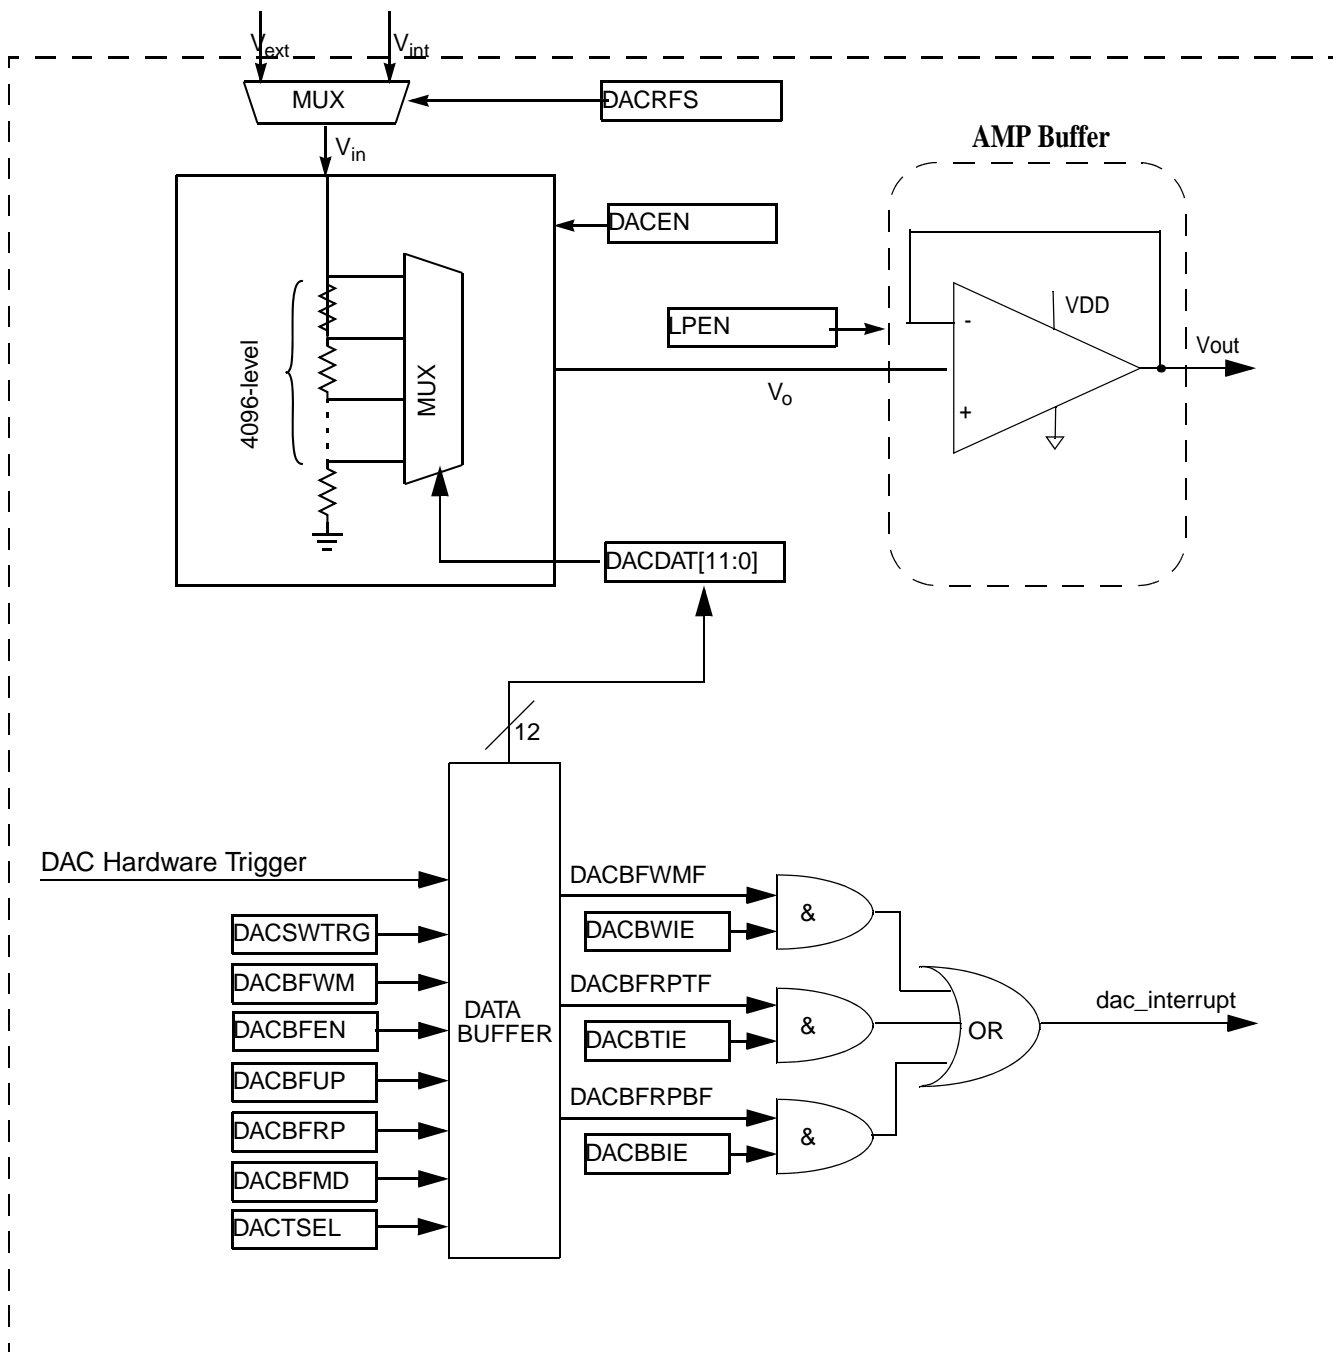 Vext
Vint
MUX
DACRFS
Vin
AMP Buffer
DACEN
LPEN
VDD
-
Vout
4096-level
MUX
Vo
+
DACDAT[11:0]
12
DAC Hardware Trigger
DACBFWMF
&
DACSWTRG
DACBWIE
DACBFWM
DACBFRPTF
DATA
BUFFER
DACBFEN
DACBTIE
&
OR
dac_interrupt
DACBFUP
DACBFRPBF
DACBFRP
&
DACBBIE
DACBFMD
DACTSEL